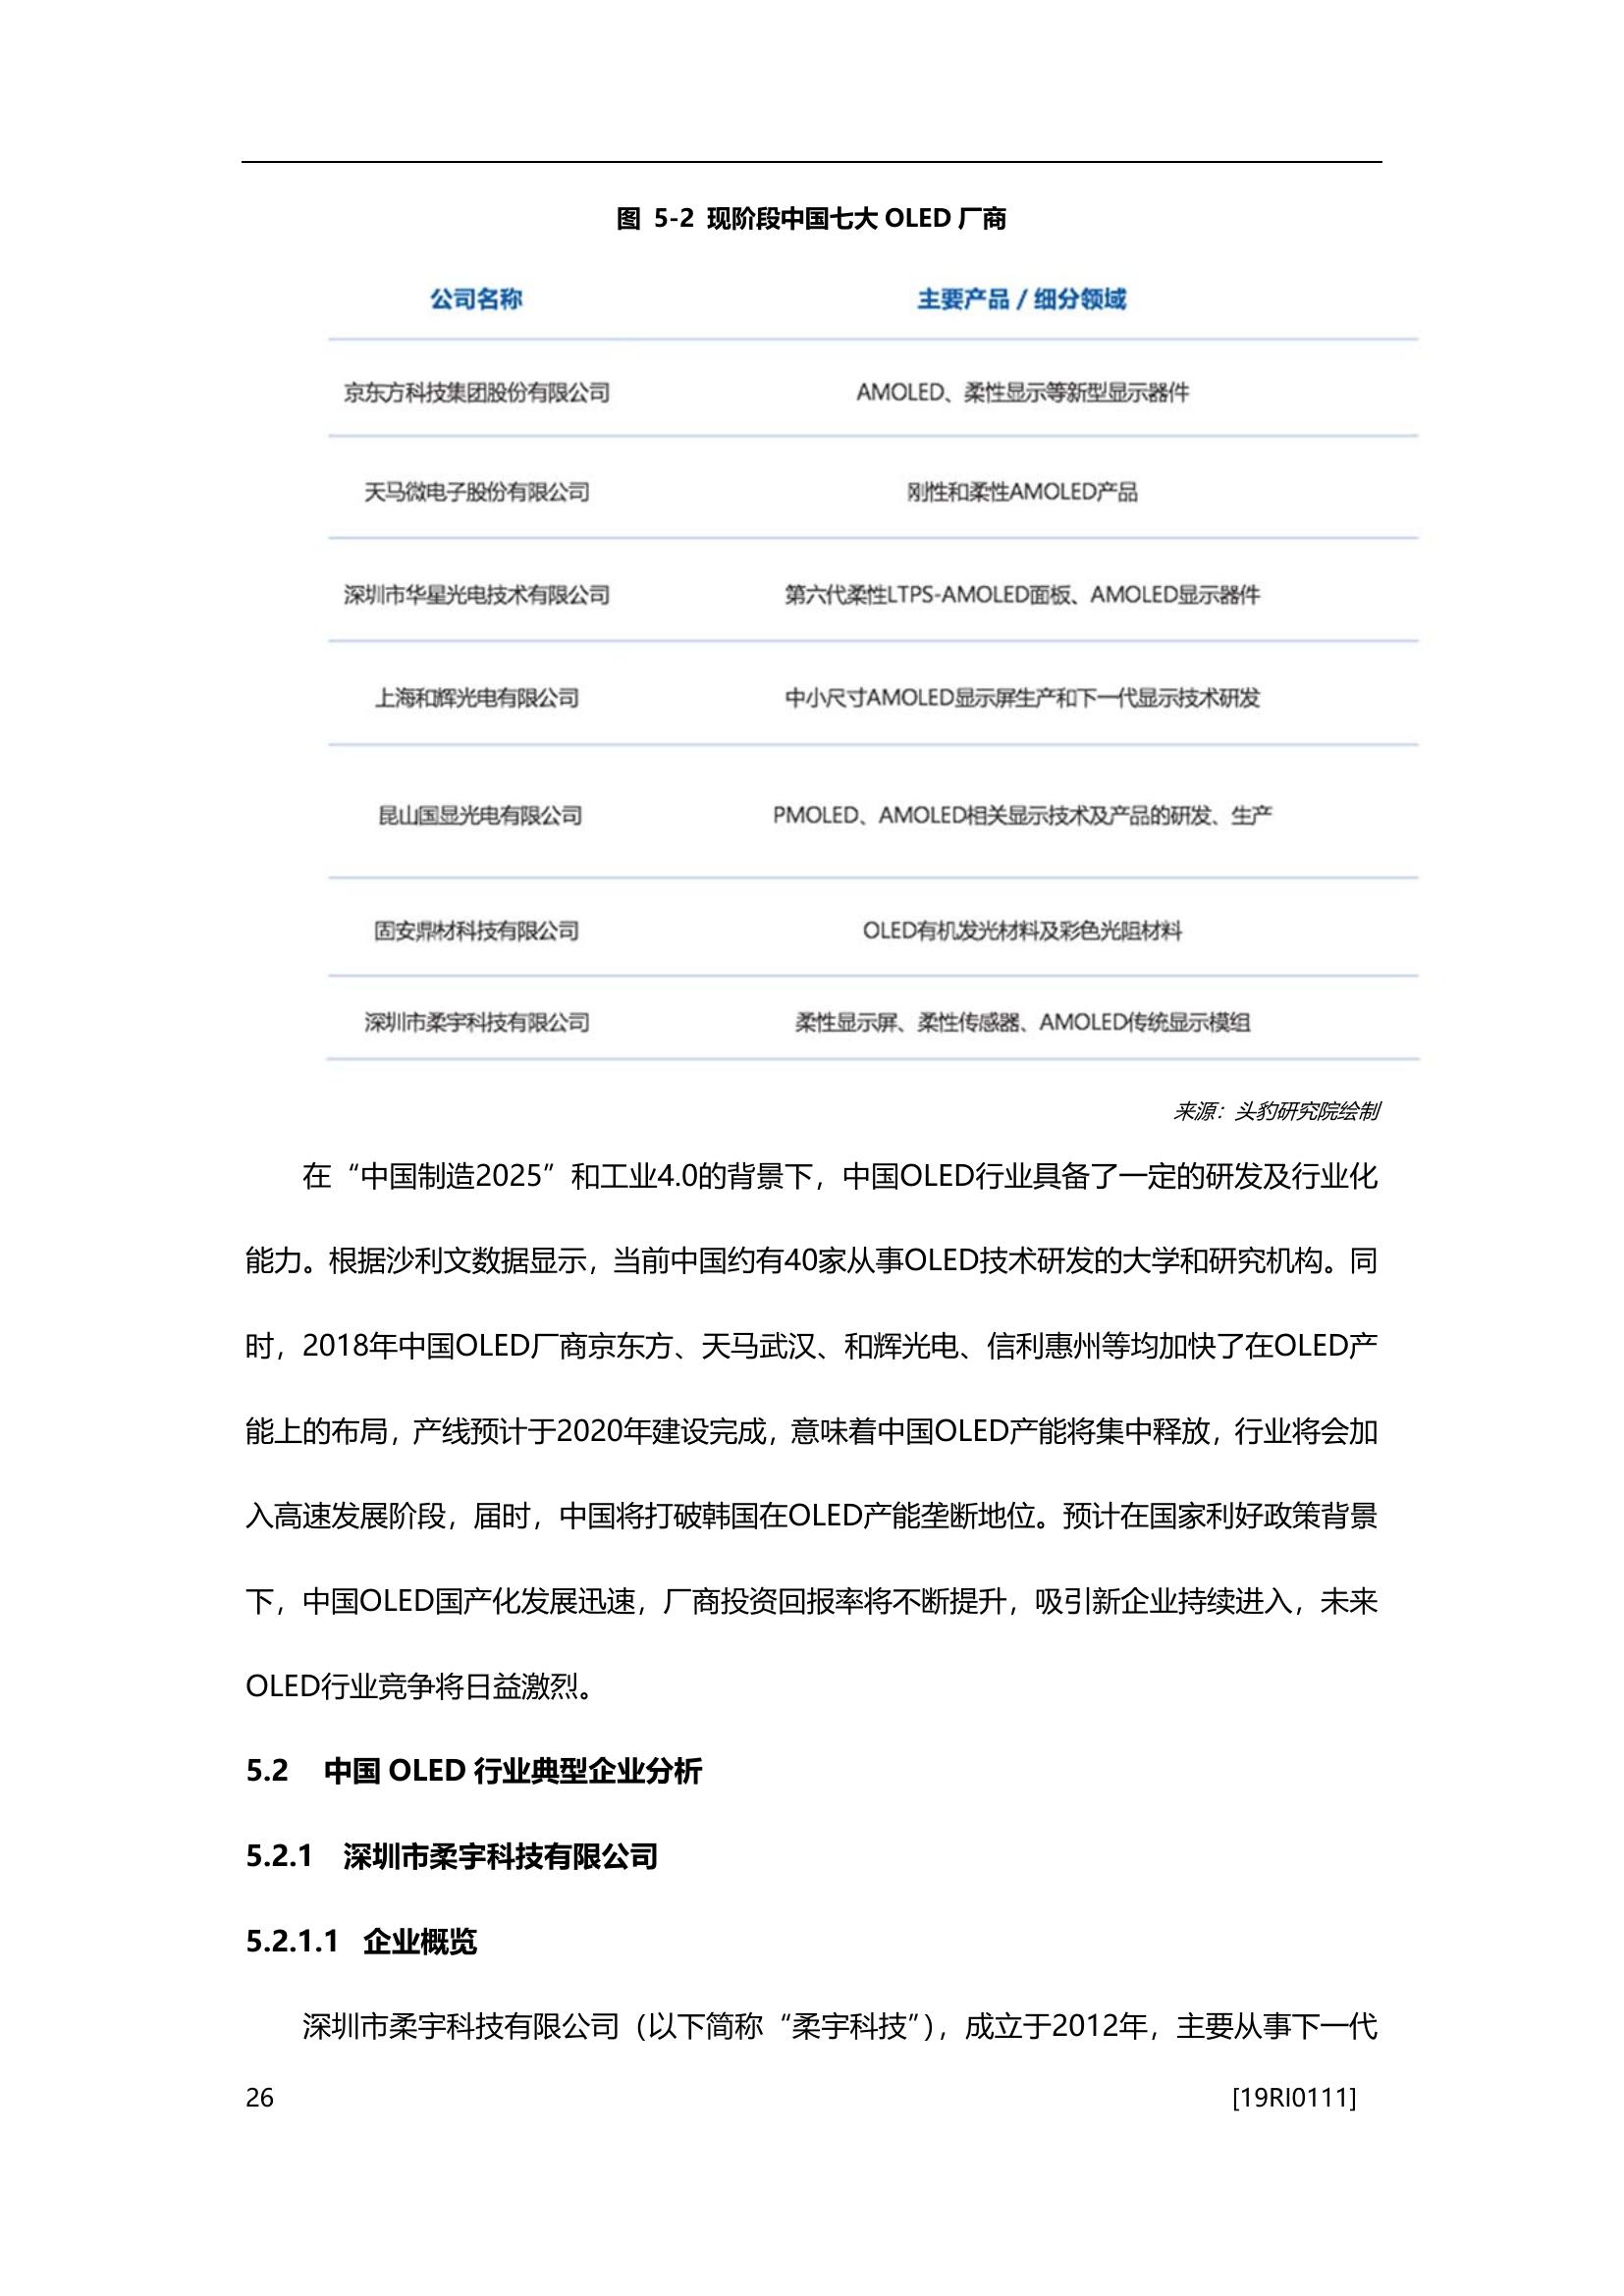 图 5-2 现阶段中国七大 OLED 厂商
公司名称 主要产品 / 细分领域
京东方科技集团股份有限公司 AMOLED、柔性显示等新型显示器件
天马微电子股份有限公司 刚性和柔性AMOLED产品
深圳市华星光电技术有限公司 第六代柔性LTPS-AMOLED面板、AMOLED显示器件
上海和辉光电有限公司 中小尺寸AMOLED显示屏生产和下一代显示技术研发
昆山国显光电有限公司 PMOLED、AMOLED相关显示技术及产品的研发、生产
固安鼎材科技有限公司 OLED有机发光材料及彩色光阻材料
深圳市柔宇科技有限公司 柔性显示屏、柔性传感器、AMOLED传统显示模组
来源：头豹研究院绘制
在“中国制造2025”和工业4.0的背景下，中国OLED行业具备了一定的研发及行业化
能力。根据沙利文数据显示，当前中国约有40家从事OLED技术研发的大学和研究机构。同
时，2018年中国OLED厂商京东方、天马武汉、和辉光电、信利惠州等均加快了在OLED产
能上的布局，产线预计于2020年建设完成，意味着中国OLED产能将集中释放，行业将会加
入高速发展阶段，届时，中国将打破韩国在OLED产能垄断地位。预计在国家利好政策背景
下，中国OLED国产化发展迅速，厂商投资回报率将不断提升，吸引新企业持续进入，未来
OLED行业竞争将日益激烈。
5.2 中国 OLED 行业典型企业分析
5.2.1 深圳市柔宇科技有限公司
5.2.1.1 企业概览
深圳市柔宇科技有限公司（以下简称“柔宇科技”），成立于2012年，主要从事下一代
26 [19RI0111]